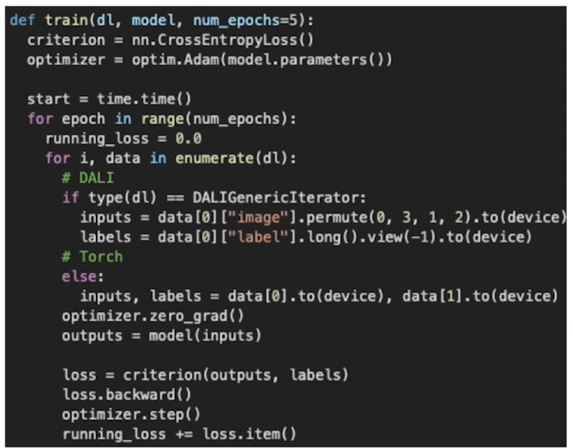 def train(dl, model, num_epochs=5):
  criterion = nn.CrossEntropyLoss()
  optimizer = optim.Adam(model.parameters())

  start = time.time()
  for epoch in range(num_epochs):
    running_loss = 0.0
    for i, data in enumerate(dl):
      # DALI
      if type(dl) == DALIGenericIterator:
        inputs = data[0]["image"].permute(0, 3, 1, 2).to(device)
        labels = data[0]["label"].long().view(-1).to(device)
      # Torch
      else:
        inputs, labels = data[0].to(device), data[1].to(device)
      optimizer.zero_grad()
      outputs = model(inputs)

      loss = criterion(outputs, labels)
      loss.backward()
      optimizer.step()
      running_loss += loss.item()